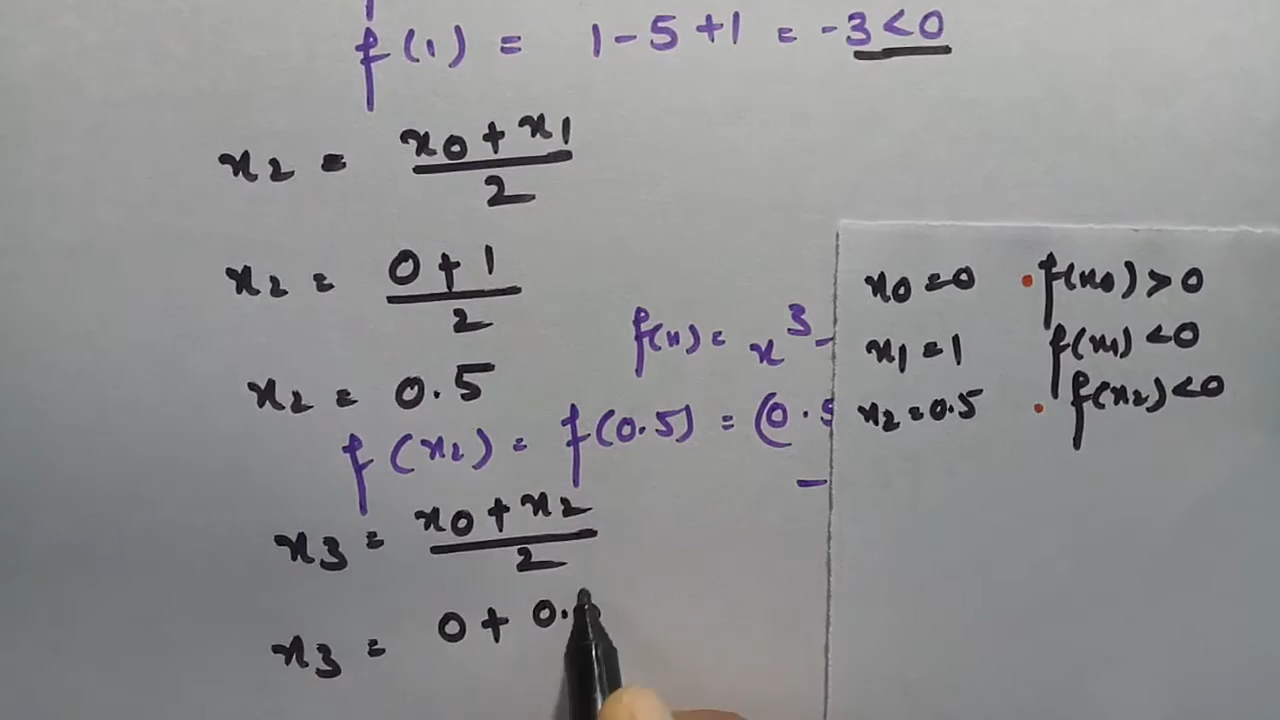 f(1) = 1-5+1 = -3<0
x2 = x0+x1
2
x2 = 0+1
2
x2 = 0.5
f(x) = x3-
f(x2) = f(0.5) = (0.5
-
x3 = x0+x2
2
x3 = 0+0.
x0=0 f(x0)>0
x1=1 f(x1)<0
x2=0.5 f(x2)<0